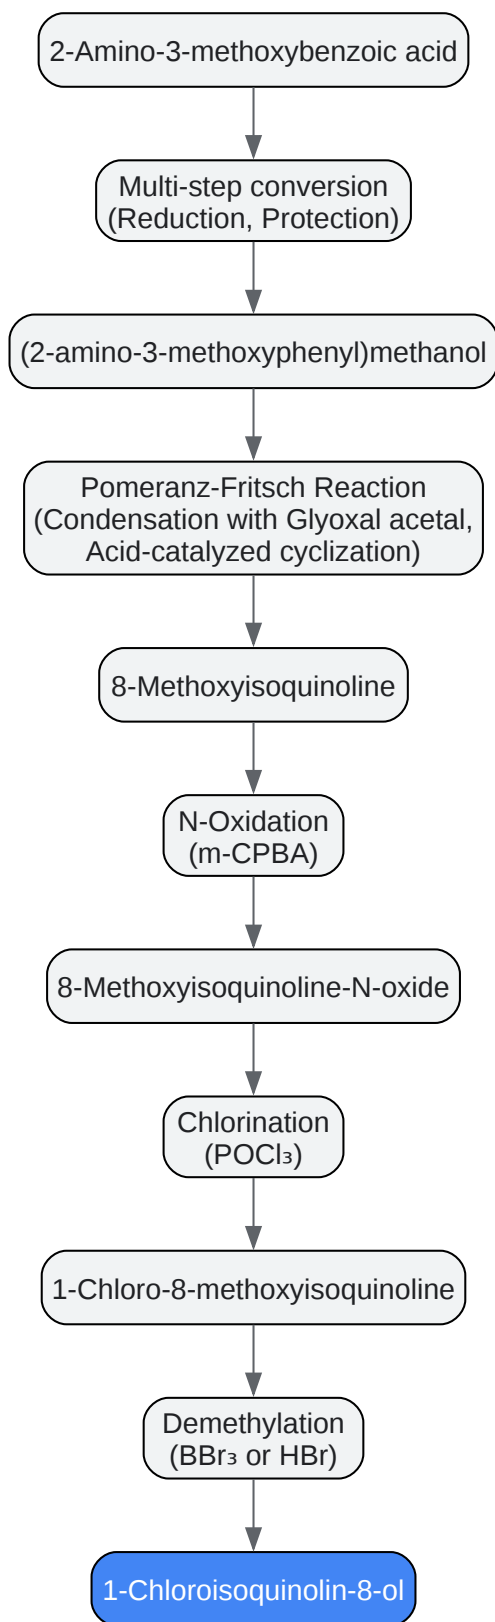 2-Amino-3-methoxybenzoic acid
Multi-step conversion
(Reduction, Protection)
(2-amino-3-methoxyphenyl)methanol
Pomeranz-Fritsch Reaction
(Condensation with Glyoxal acetal,
Acid-catalyzed cyclization)
8-Methoxyisoquinoline
N-Oxidation
(m-CPBA)
8-Methoxyisoquinoline-N-oxide
Chlorination
(POCl₃)
1-Chloro-8-methoxyisoquinoline
Demethylation
(BBr₃ or HBr)
1-Chloroisoquinolin-8-ol